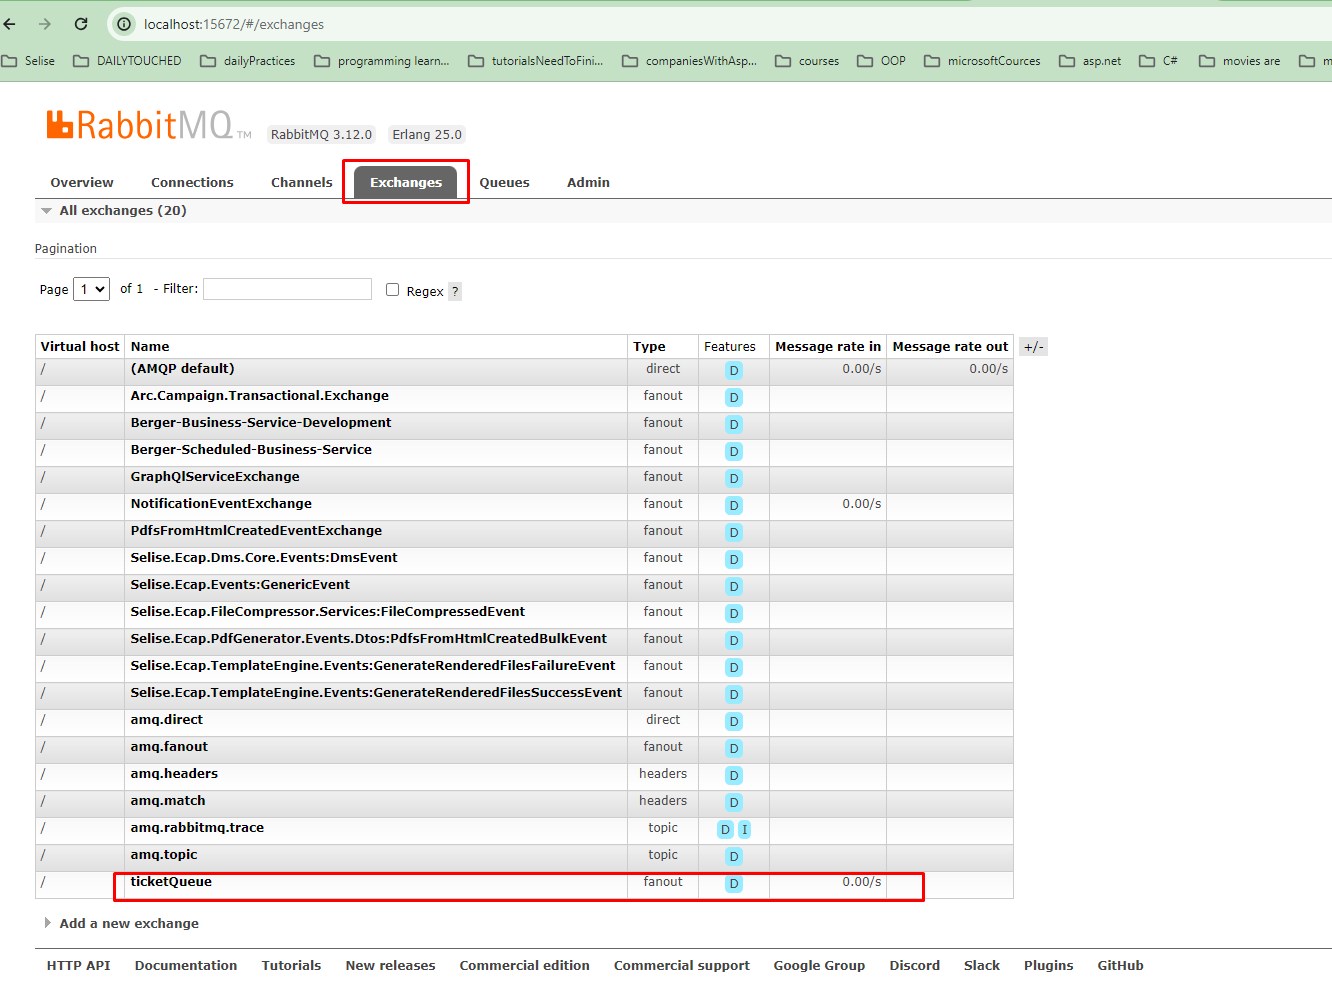 localhost:15672/#/exchanges
Selise DAILYTOUCHED dailyPractices programming learn... tutorialsNeedToFini... companiesWithAsp... courses OOP microsoftCources asp.net C# movies are m
RabbitMQ TM RabbitMQ 3.12.0 Erlang 25.0
Overview Connections Channels Exchanges Queues Admin
All exchanges (20)
Pagination
Page 1 of 1 - Filter: Regex ?
Virtual host Name Type Features Message rate in Message rate out +/-
/ (AMQP default) direct D 0.00/s 0.00/s
/ Arc.Campaign.Transactional.Exchange fanout D
/ Berger-Business-Service-Development fanout D
/ Berger-Scheduled-Business-Service fanout D
/ GraphQlServiceExchange fanout D
/ NotificationEventExchange fanout D 0.00/s
/ PdfsFromHtmlCreatedEventExchange fanout D
/ Selise.Ecap.Dms.Core.Events:DmsEvent fanout D
/ Selise.Ecap.Events:GenericEvent fanout D
/ Selise.Ecap.FileCompressor.Services:FileCompressedEvent fanout D
/ Selise.Ecap.PdfGenerator.Events.Dtos:PdfsFromHtmlCreatedBulkEvent fanout D
/ Selise.Ecap.TemplateEngine.Events:GenerateRenderedFilesFailureEvent fanout D
/ Selise.Ecap.TemplateEngine.Events:GenerateRenderedFilesSuccessEvent fanout D
/ amq.direct direct D
/ amq.fanout fanout D
/ amq.headers headers D
/ amq.match headers D
/ amq.rabbitmq.trace topic D I
/ amq.topic topic D
/ ticketQueue fanout D 0.00/s
Add a new exchange
HTTP API Documentation Tutorials New releases Commercial edition Commercial support Google Group Discord Slack Plugins GitHub